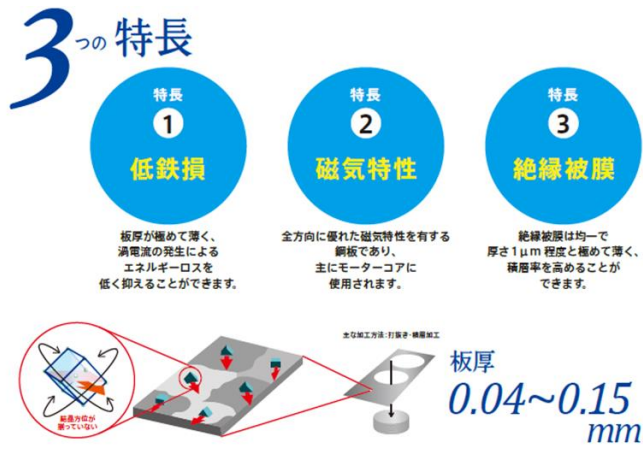 3つの 特長
特長
1
低鉄損
板厚が極めて薄く、
渦電流の発生による
エネルギーロスを
低く抑えることができます。
特長
2
磁気特性
全方向に優れた磁気特性を有する
鋼板であり、
主にモーターコアに
使用されます。
特長
3
絶縁被膜
絶縁被膜は均一で
厚さ1μm程度と極めて薄く、
積層率を高めることが
できます。
結晶方位が
揃っていない
主な加工方法:打抜き・積層加工
板厚
0.04~0.15
mm